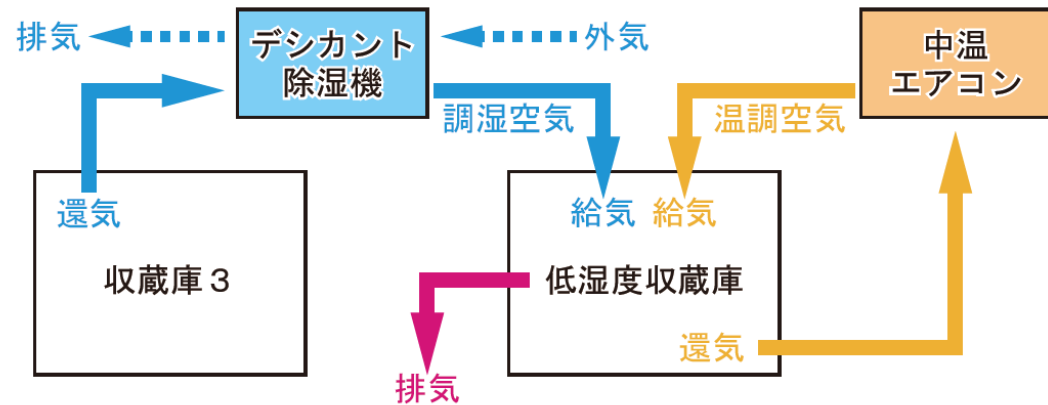 排気
デシカント
除湿機
外気
中温
エアコン
調湿空気
温調空気
還気
給気
給気
収蔵庫3
低湿度収蔵庫
還気
排気